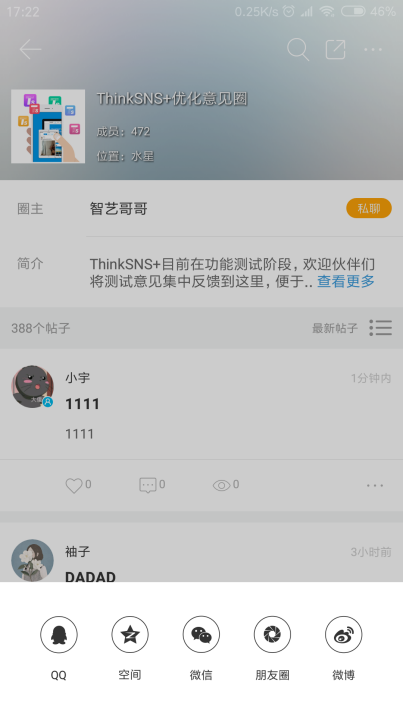 17:22
0.25K/s
46%
ThinkSNS+优化意见圈
成员：472
位置：水星
圈主
智艺哥哥
私聊
简介
ThinkSNS+目前在功能测试阶段，欢迎伙伴们
将测试意见集中反馈到这里，便于.. 查看更多
388个帖子
最新帖子
小宇
1分钟内
1111
1111
0
0
0
袖子
3小时前
DADAD
QQ
空间
微信
朋友圈
微博